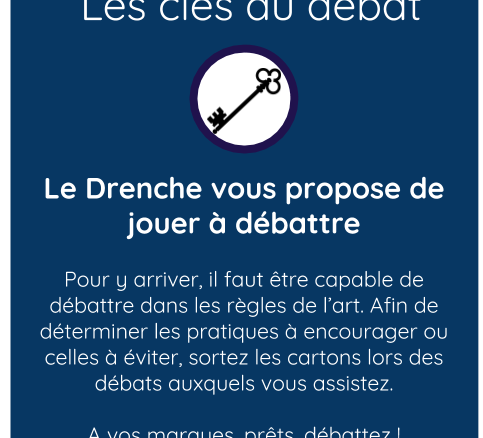 Les clés du débat
Le Drenche vous propose de
jouer à débattre
Pour y arriver, il faut être capable de
débattre dans les règles de l'art. Afin de
déterminer les pratiques à encourager ou
celles à éviter, sortez les cartons lors des
débats auxquels vous assistez.
A vos marques, prêts, débattez !